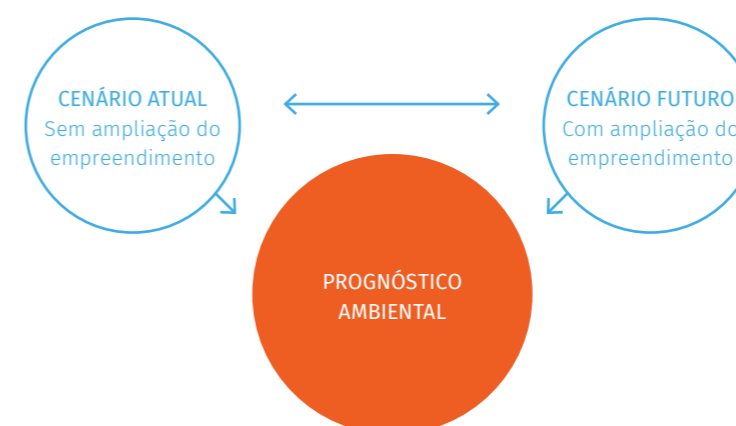 CENÁRIO ATUAL
Sem ampliação do
empreendimento
CENÁRIO FUTURO
Com ampliação do
empreendimento
PROGNÓSTICO
AMBIENTAL